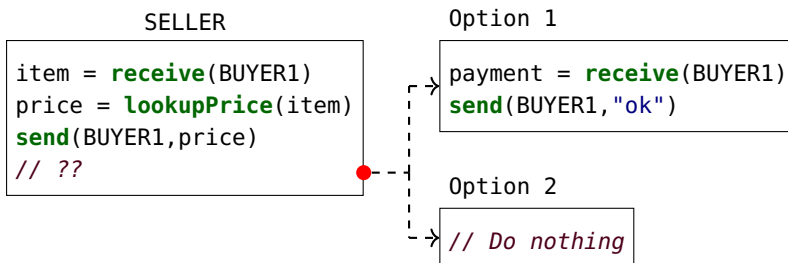 SELLER
item = receive(BUYER1)
price = lookupPrice(item)
send(BUYER1,price)
// ??
Option 1
payment = receive(BUYER1)
send(BUYER1,"ok")
Option 2
// Do nothing